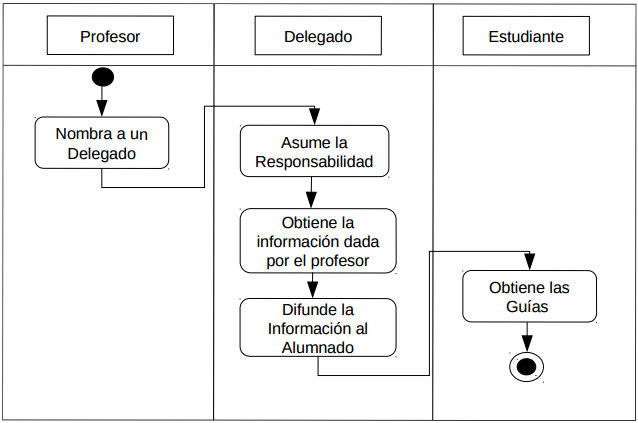 Profesor
Delegado
Estudiante
Nombra a un
Delegado
Asume la
Responsabilidad
Obtiene la
información dada
por el profesor
Difunde la
Información al
Alumnado
Obtiene las
Guías